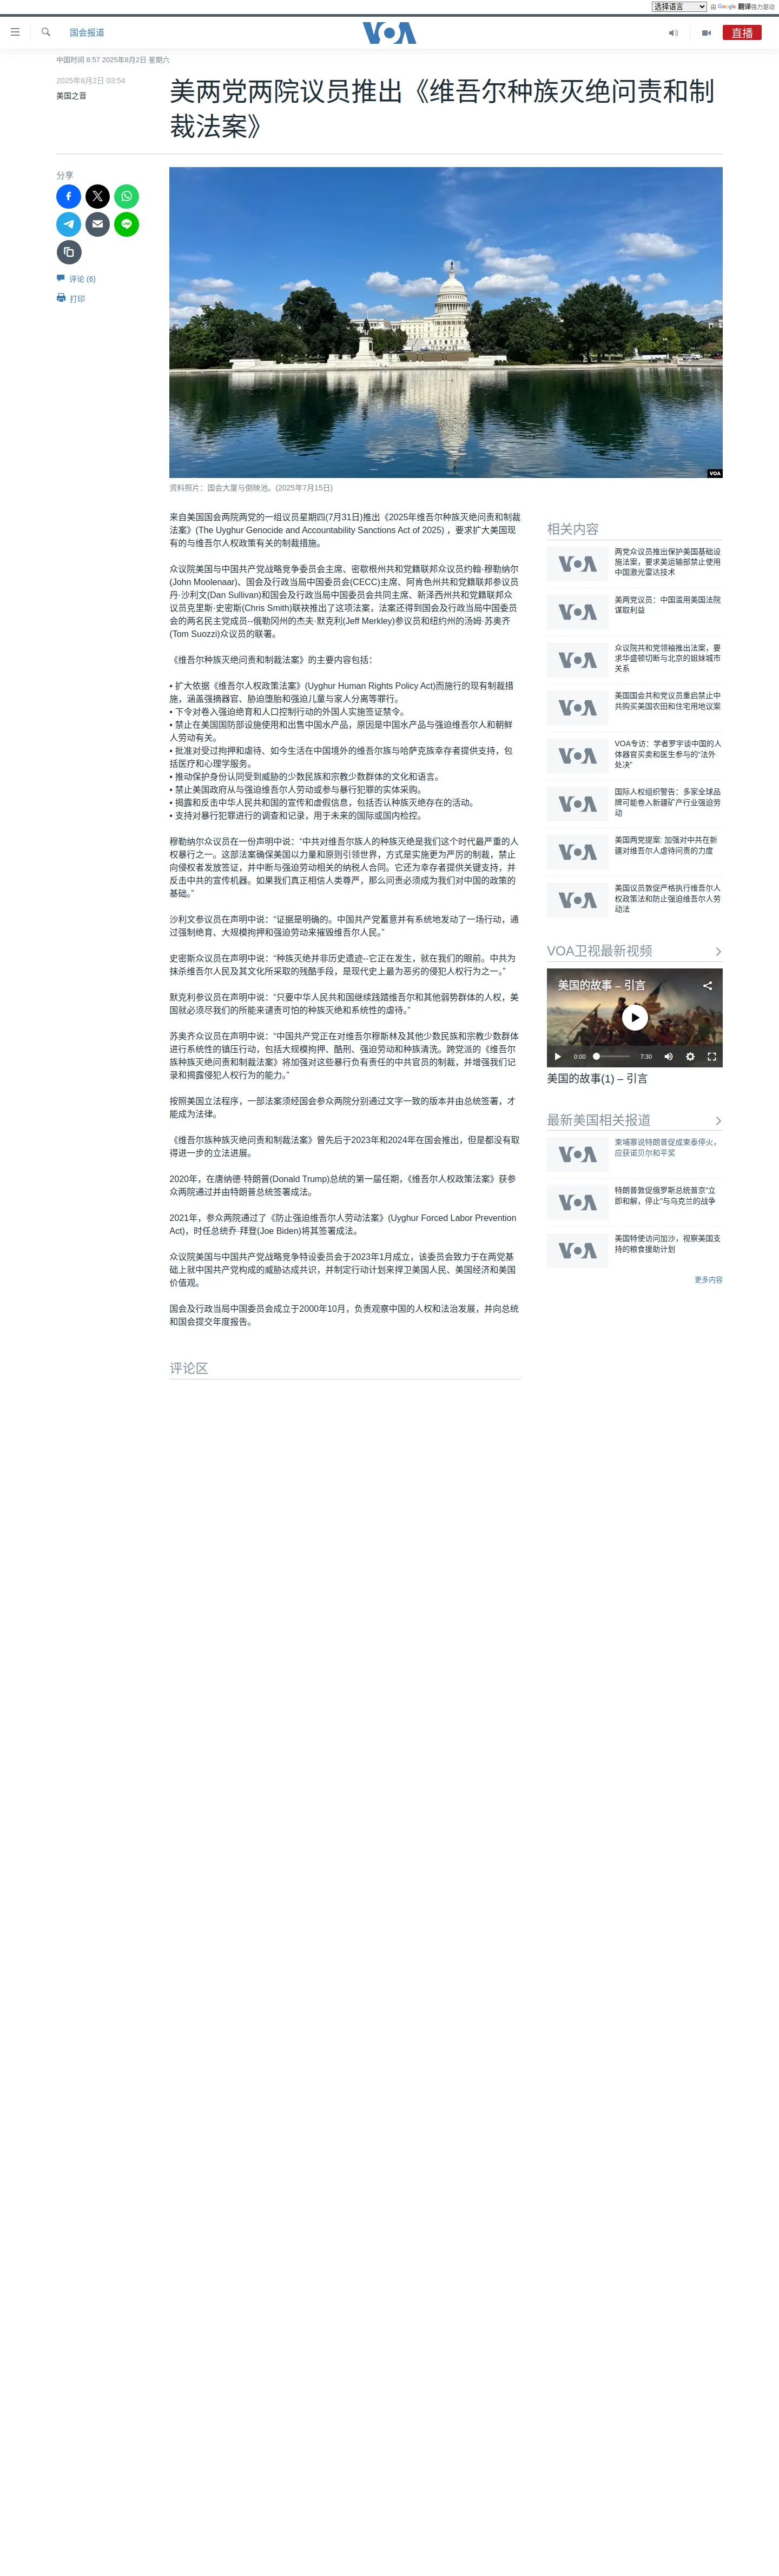 选择语言 由 Google 翻译强力驱动
国会报道
VOA
直播
中国时间 8:57 2025年8月2日 星期六
2025年8月2日 03:54
美国之音
美两党两院议员推出《维吾尔种族灭绝问责和制
裁法案》
分享
评论 (6)
打印
VOA
资料照片：国会大厦与倒映池。(2025年7月15日)
来自美国国会两院两党的一组议员星期四(7月31日)推出《2025年维吾尔种族灭绝问责和制裁
法案》(The Uyghur Genocide and Accountability Sanctions Act of 2025) ，要求扩大美国现
有的与维吾尔人权政策有关的制裁措施。
众议院美国与中国共产党战略竞争委员会主席、密歇根州共和党籍联邦众议员约翰·穆勒纳尔
(John Moolenaar)、国会及行政当局中国委员会(CECC)主席、阿肯色州共和党籍联邦参议员
丹·沙利文(Dan Sullivan)和国会及行政当局中国委员会共同主席、新泽西州共和党籍联邦众
议员克里斯·史密斯(Chris Smith)联袂推出了这项法案，法案还得到国会及行政当局中国委员
会的两名民主党成员--俄勒冈州的杰夫·默克利(Jeff Merkley)参议员和纽约州的汤姆·苏奥齐
(Tom Suozzi)众议员的联署。
《维吾尔种族灭绝问责和制裁法案》的主要内容包括：
• 扩大依据《维吾尔人权政策法案》(Uyghur Human Rights Policy Act)而施行的现有制裁措
施，涵盖强摘器官、胁迫堕胎和强迫儿童与家人分离等罪行。
• 下令对卷入强迫绝育和人口控制行动的外国人实施签证禁令。
• 禁止在美国国防部设施使用和出售中国水产品，原因是中国水产品与强迫维吾尔人和朝鲜
人劳动有关。
• 批准对受过拘押和虐待、如今生活在中国境外的维吾尔族与哈萨克族幸存者提供支持，包
括医疗和心理学服务。
• 推动保护身份认同受到威胁的少数民族和宗教少数群体的文化和语言。
• 禁止美国政府从与强迫维吾尔人劳动或参与暴行犯罪的实体采购。
• 揭露和反击中华人民共和国的宣传和虚假信息，包括否认种族灭绝存在的活动。
• 支持对暴行犯罪进行的调查和记录，用于未来的国际或国内检控。
穆勒纳尔众议员在一份声明中说：“中共对维吾尔族人的种族灭绝是我们这个时代最严重的人
权暴行之一。这部法案确保美国以力量和原则引领世界，方式是实施更为严厉的制裁，禁止
向侵权者发放签证，并中断与强迫劳动相关的纳税人合同。它还为幸存者提供关键支持，并
反击中共的宣传机器。如果我们真正相信人类尊严，那么问责必须成为我们对中国的政策的
基础。”
沙利文参议员在声明中说：“证据是明确的。中国共产党蓄意并有系统地发动了一场行动，通
过强制绝育、大规模拘押和强迫劳动来摧毁维吾尔人民。”
史密斯众议员在声明中说：“种族灭绝并非历史遗迹--它正在发生，就在我们的眼前。中共为
抹杀维吾尔人民及其文化所采取的残酷手段，是现代史上最为恶劣的侵犯人权行为之一。”
默克利参议员在声明中说：“只要中华人民共和国继续践踏维吾尔和其他弱势群体的人权，美
国就必须尽我们的所能来谴责可怕的种族灭绝和系统性的虐待。”
苏奥齐众议员在声明中说：“中国共产党正在对维吾尔穆斯林及其他少数民族和宗教少数群体
进行系统性的镇压行动，包括大规模拘押、酷刑、强迫劳动和种族清洗。跨党派的《维吾尔
族种族灭绝问责和制裁法案》将加强对这些暴行负有责任的中共官员的制裁，并增强我们记
录和揭露侵犯人权行为的能力。”
按照美国立法程序，一部法案须经国会参众两院分别通过文字一致的版本并由总统签署，才
能成为法律。
《维吾尔族种族灭绝问责和制裁法案》曾先后于2023年和2024年在国会推出，但是都没有取
得进一步的立法进展。
2020年，在唐纳德·特朗普(Donald Trump)总统的第一届任期，《维吾尔人权政策法案》获参
众两院通过并由特朗普总统签署成法。
2021年，参众两院通过了《防止强迫维吾尔人劳动法案》(Uyghur Forced Labor Prevention
Act)，时任总统乔·拜登(Joe Biden)将其签署成法。
众议院美国与中国共产党战略竞争特设委员会于2023年1月成立，该委员会致力于在两党基
础上就中国共产党构成的威胁达成共识，并制定行动计划来捍卫美国人民、美国经济和美国
价值观。
国会及行政当局中国委员会成立于2000年10月，负责观察中国的人权和法治发展，并向总统
和国会提交年度报告。
评论区
相关内容
VOA
两党众议员推出保护美国基础设
施法案，要求美运输部禁止使用
中国激光雷达技术
VOA
美两党议员：中国滥用美国法院
谋取利益
VOA
众议院共和党领袖推出法案，要
求华盛顿切断与北京的姐妹城市
关系
VOA
美国国会共和党议员重启禁止中
共购买美国农田和住宅用地议案
VOA
VOA专访：学者罗宇谈中国的人
体器官买卖和医生参与的“法外
处决”
VOA
国际人权组织警告：多家全球品
牌可能卷入新疆矿产行业强迫劳
动
VOA
美国两党提案: 加强对中共在新
疆对维吾尔人虐待问责的力度
VOA
美国议员敦促严格执行维吾尔人
权政策法和防止强迫维吾尔人劳
动法
VOA卫视最新视频
美国的故事 – 引言
0:00 7:30
美国的故事(1) – 引言
最新美国相关报道
VOA
柬埔寨说特朗普促成柬泰停火，
应获诺贝尔和平奖
VOA
特朗普敦促俄罗斯总统普京“立
即和解，停止”与乌克兰的战争
VOA
美国特使访问加沙，视察美国支
持的粮食援助计划
更多内容